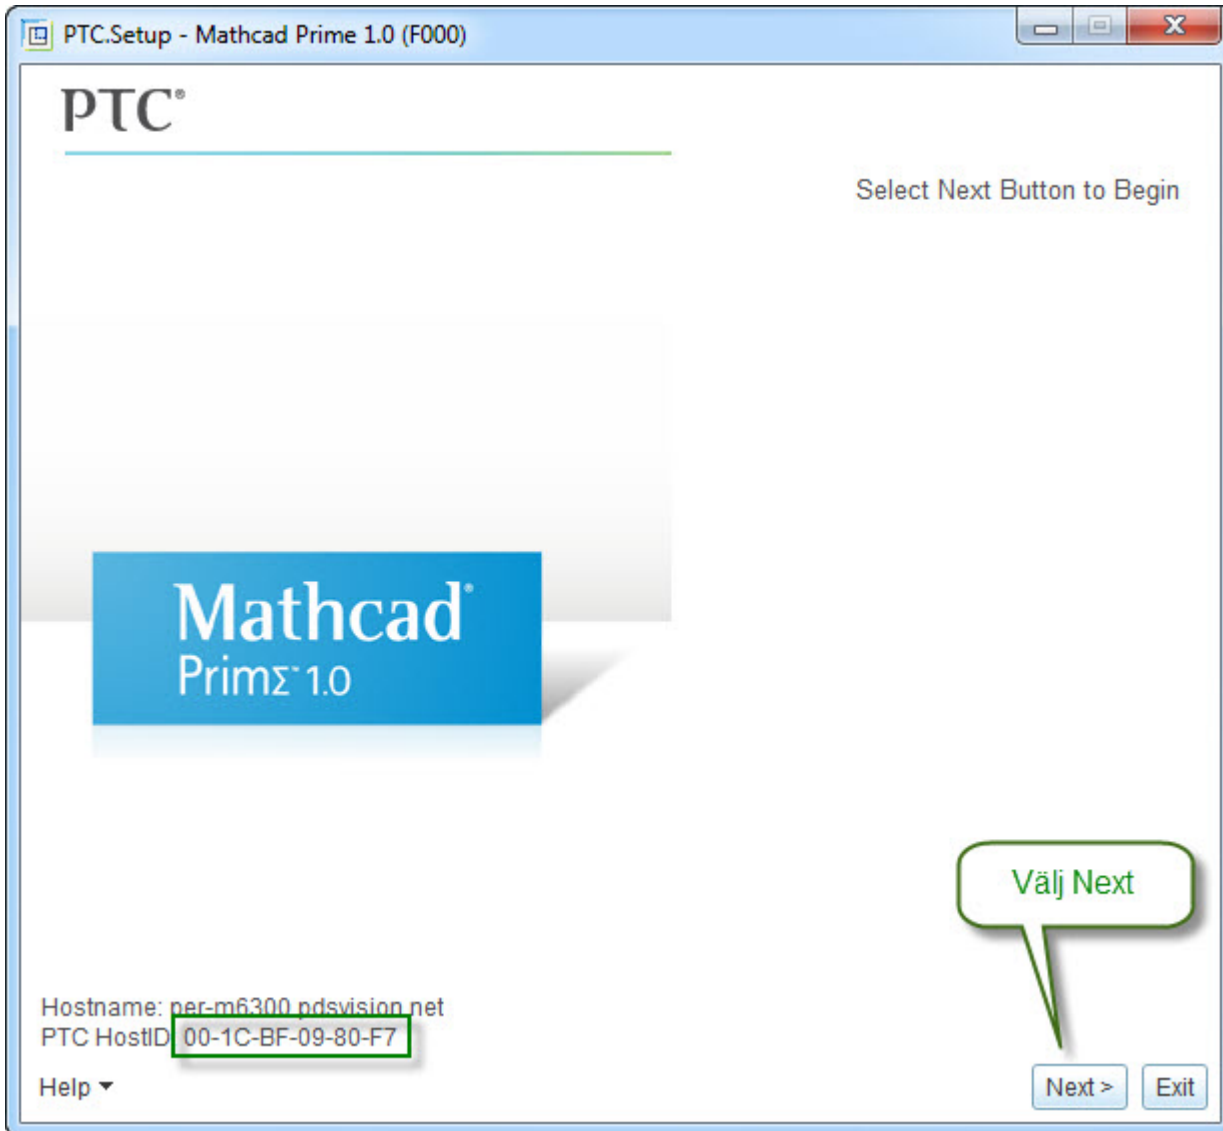 PTC.Setup - Mathcad Prime 1.0 (F000)
PTC®
Select Next Button to Begin
Mathcad®
PrimΣ™ 1.0
Välj Next
Hostname: per-m6300.pdsvision.net
PTC HostID: 00-1C-BF-09-80-F7
Help
Next >
Exit